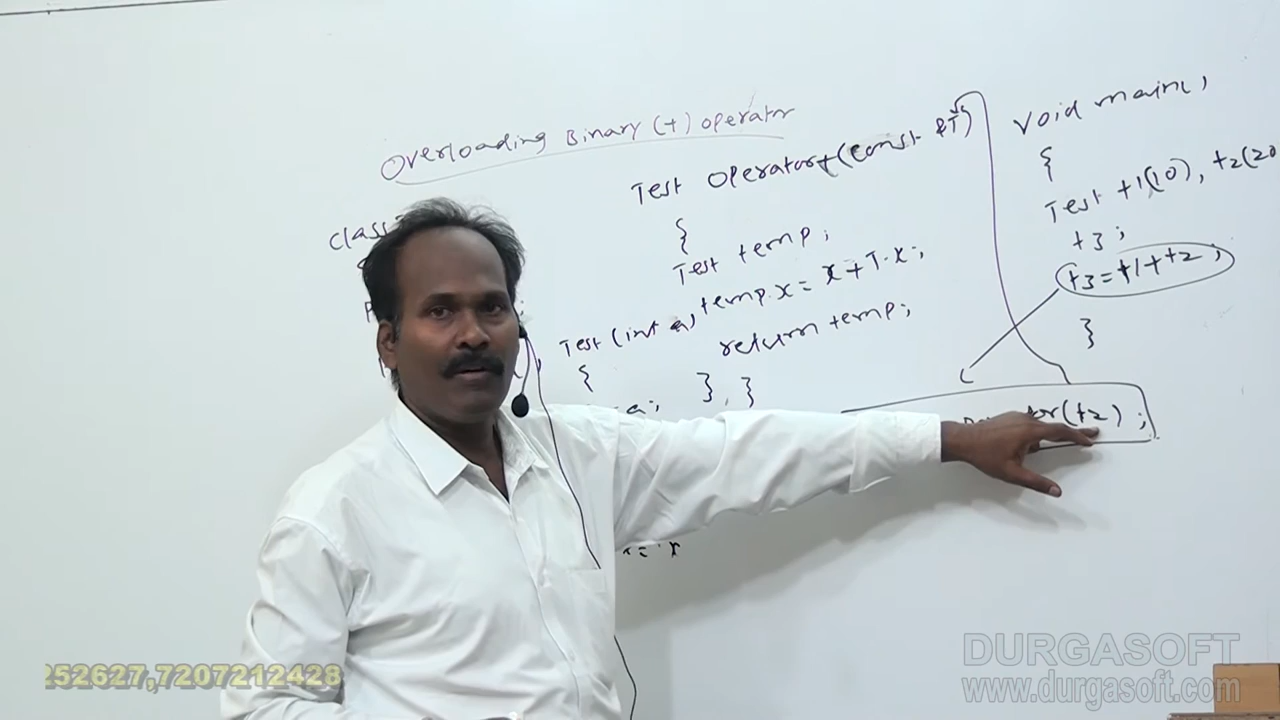 Overloading Binary (+) operator
class
Test operator+(const &T)
{
Test temp;
temp.x = x + T.x;
return temp;
} }
Test(int a)
{
a;
void main()
{
Test t1(10), t2(20
t3;
t3 = t1 + t2;
}
(t2);
DURGASOFT
www.durgasoft.com
252627,7207212428